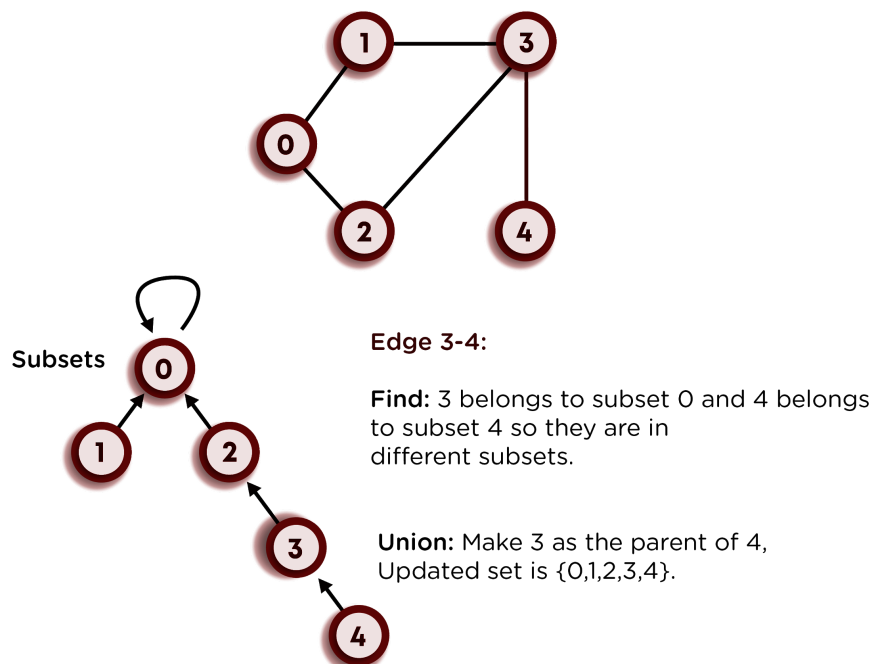 1
3
0
2
4
Subsets
0
1
2
3
4
Edge 3-4:
Find: 3 belongs to subset 0 and 4 belongs
to subset 4 so they are in
different subsets.
Union: Make 3 as the parent of 4,
Updated set is {0,1,2,3,4}.